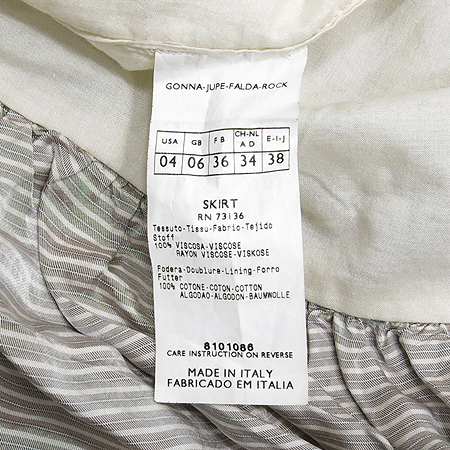 GONNA-JUPE-FALDA-ROCK
USA GB F B CH-NL A D E-I-J
04 06 36 34 38
SKIRT
RN 73136
Tessuto-Tissu-Fabric-Tejido
Stoff
100% VISCOSA-VISCOSE
RAYON VISCOSE-VISKOSE
Fodera-Doublure-Lining-Forro
Futter
100% COTONE-COTON-COTTON
ALGODAO-ALGODON-BAUMWOLLE
8101086
CARE INSTRUCTION ON REVERSE
MADE IN ITALY
FABRICADO EM ITALIA